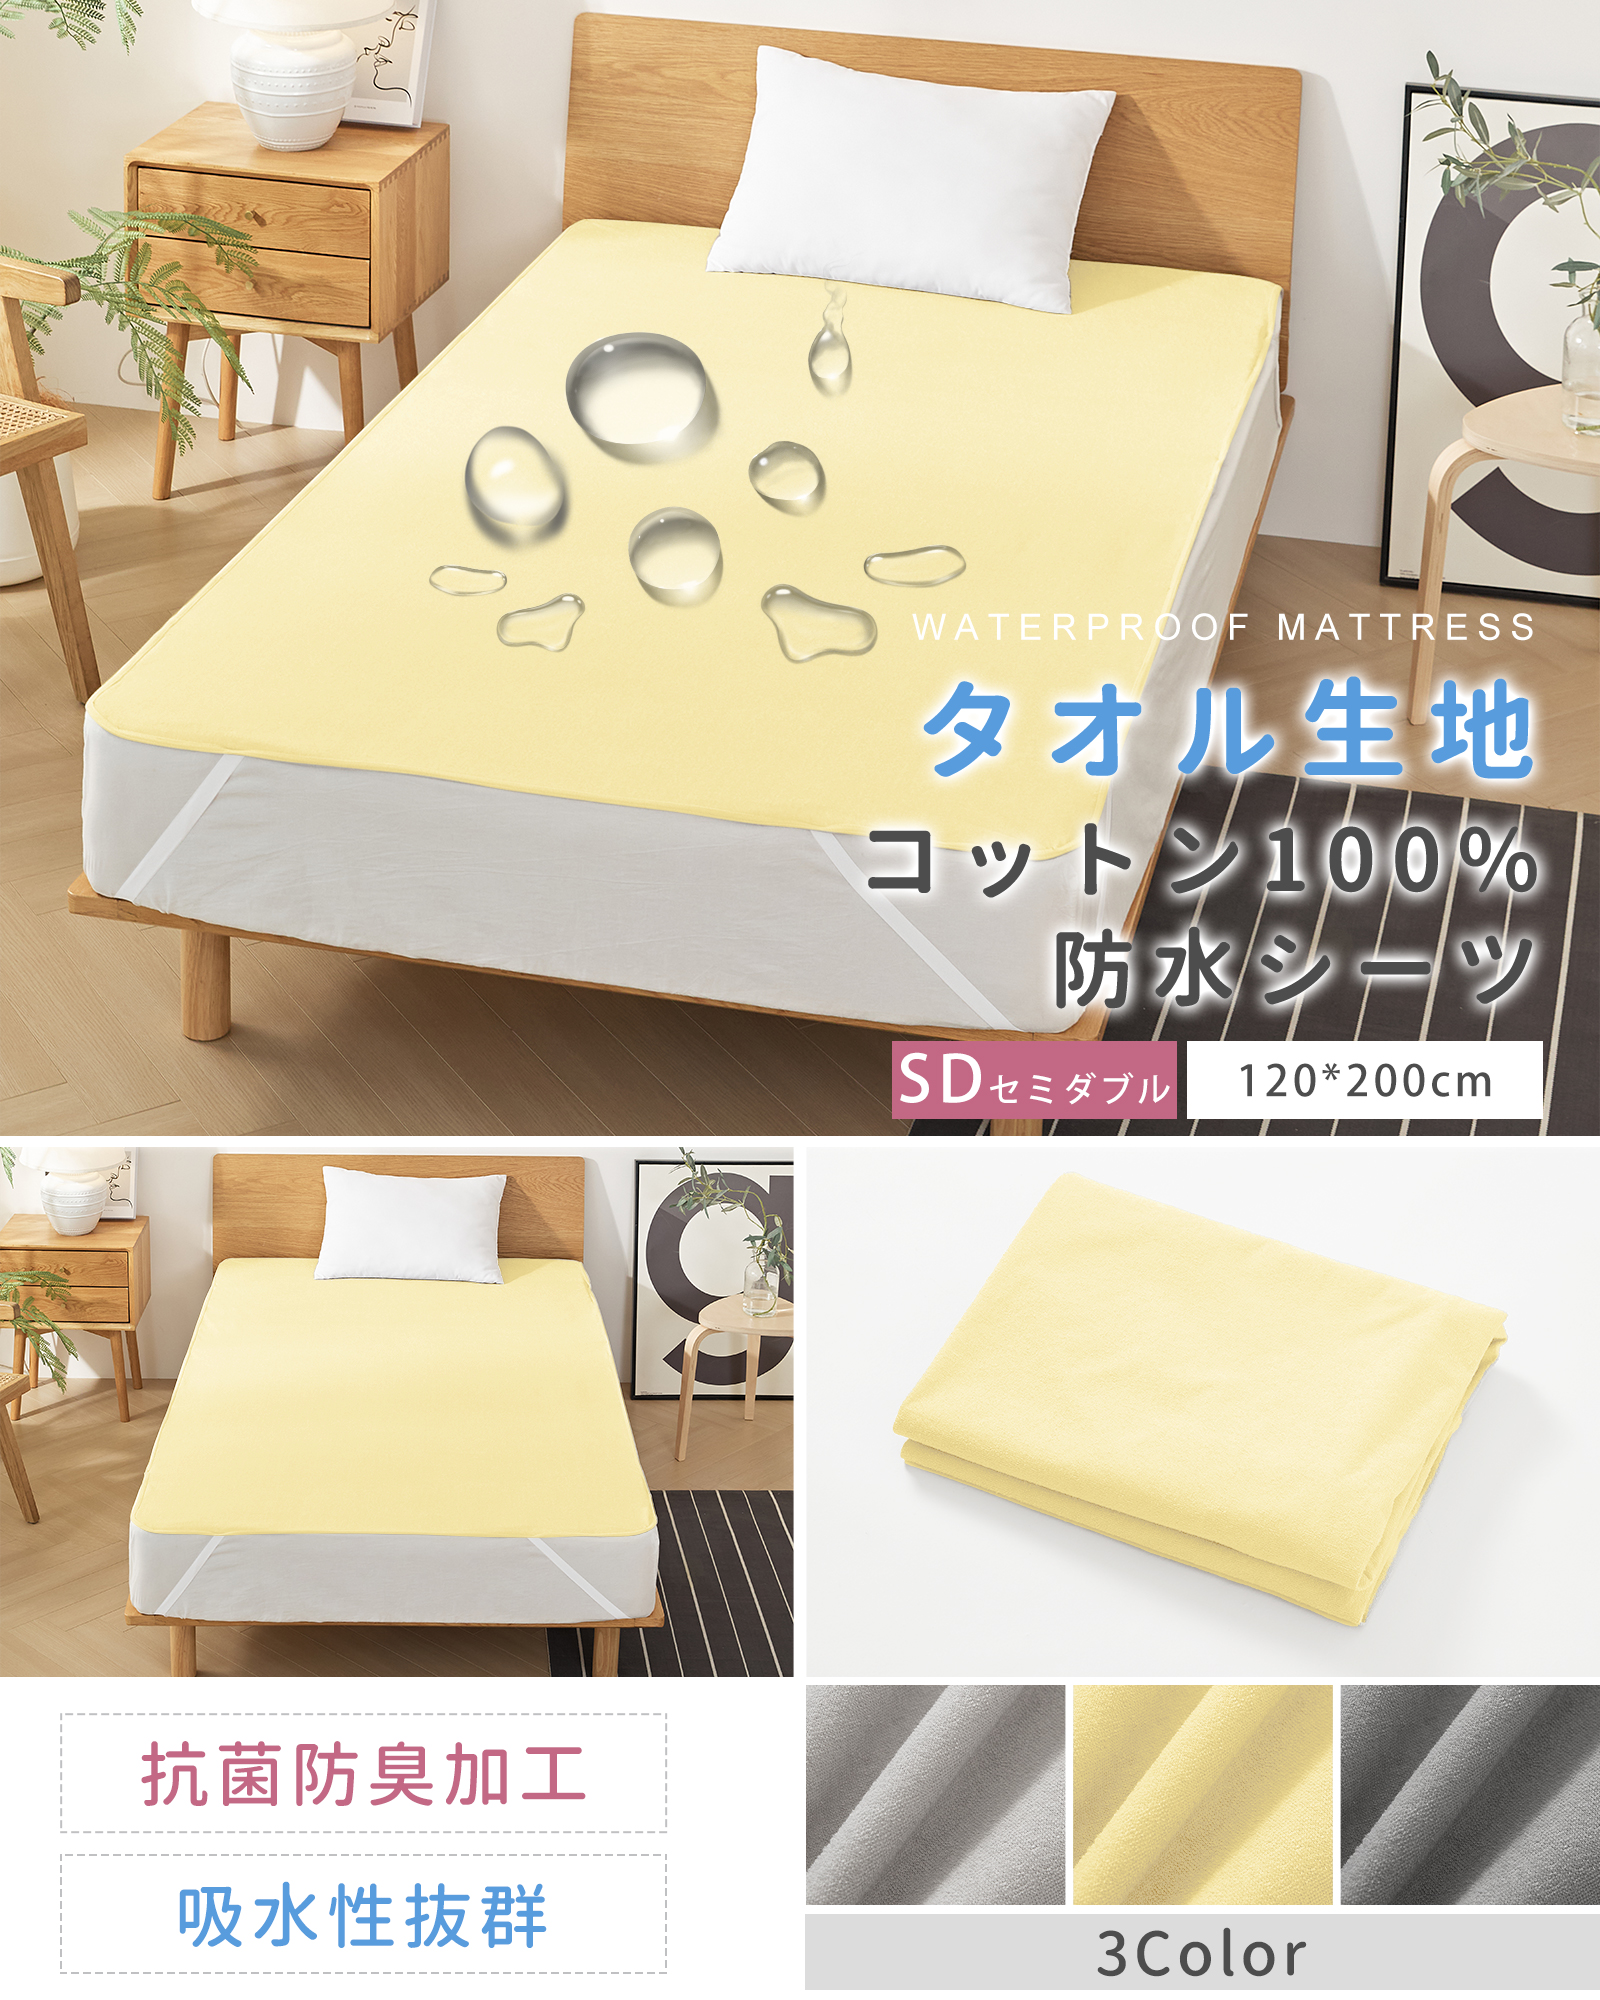 WATERPROOF MATTRESS
タオル生地
コットン100%
防水シーツ
SDセミダブル
120*200cm
抗菌防臭加工
吸水性抜群
3Color